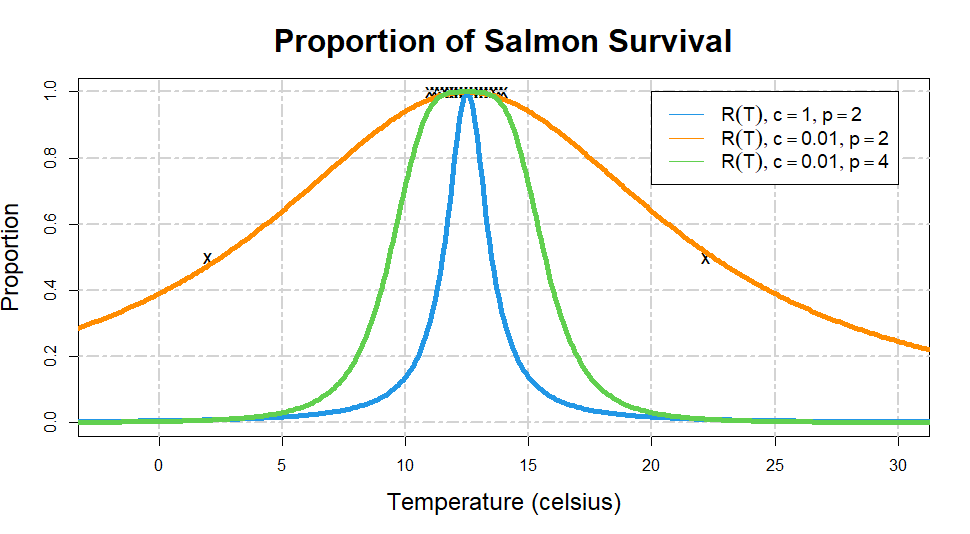 Proportion of Salmon Survival
Proportion
1.0
0.8
0.6
0.4
0.2
0.0
R(T), c = 1, p = 2
R(T), c = 0.01, p = 2
R(T), c = 0.01, p = 4
x
x
0 5 10 15 20 25 30
Temperature (celsius)